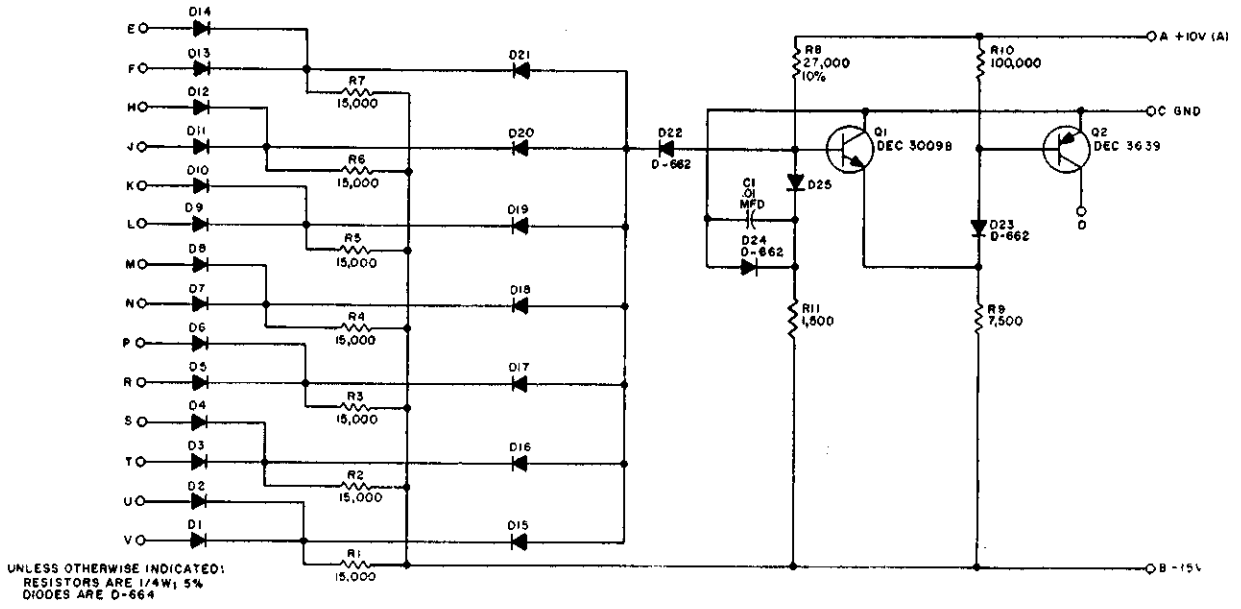 D14
E
D13
F
D21
R7
15,000
D12
H
D11
J
D20
R6
15,000
D10
K
D9
L
D19
R5
15,000
D8
M
D7
N
D18
R4
15,000
D6
P
D5
R
D17
R3
15,000
D4
S
D3
T
D16
R2
15,000
D2
U
D1
V
D15
R1
15,000
D22
D-662
R8
27,000
10%
R10
100,000
A +10V (A)
C GND
Q1
DEC 3009B
Q2
DEC 3639
D25
C1
.01
MFD
D24
D-662
D23
D-662
D
R11
1,500
R9
7,500
B -15V
UNLESS OTHERWISE INDICATED:
RESISTORS ARE 1/4W; 5%
DIODES ARE D-664